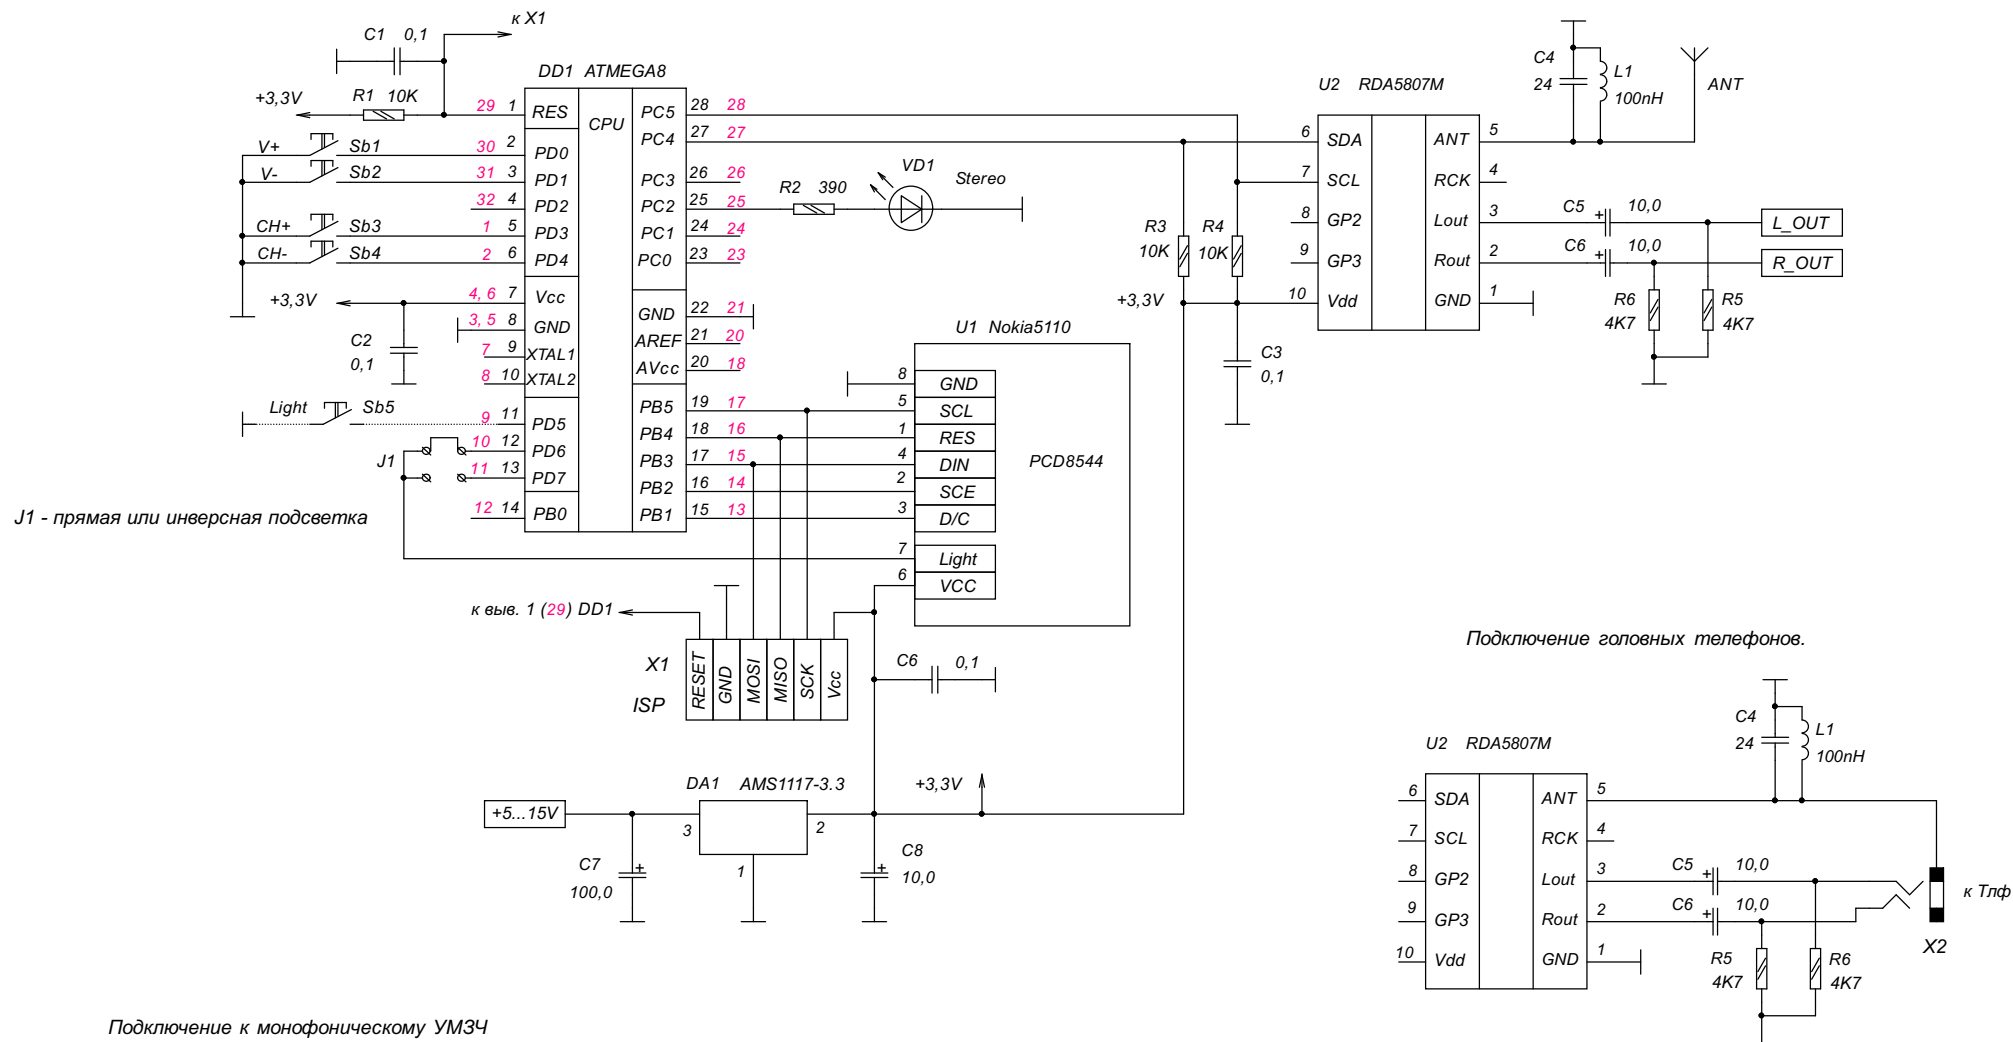 к X1
C1 0,1
DD1 ATMEGA8
+3,3V R1 10K
29 1 RES
CPU
PC5 28 28
PC4 27 27
V+ Sb1 30 2 PD0
V- Sb2 31 3 PD1
PC3 26 26
32 4 PD2
PC2 25 25
R2 390
VD1
Stereo
CH+ Sb3 1 5 PD3
PC1 24 24
CH- Sb4 2 6 PD4
PC0 23 23
+3,3V 4, 6 7 Vcc
3, 5 8 GND
GND 22 21
C2 0,1
7 9 XTAL1
AREF 21 20
8 10 XTAL2
AVcc 20 18
Light Sb5 9 11 PD5
PB5 19 17
10 12 PD6
PB4 18 16
J1
11 13 PD7
PB3 17 15
PB2 16 14
12 14 PB0
PB1 15 13
J1 - прямая или инверсная подсветка
U1 Nokia5110
8 GND
5 SCL
1 RES
4 DIN
2 SCE
3 D/C
7 Light
6 VCC
PCD8544
U2 RDA5807M
6 SDA
7 SCL
8 GP2
9 GP3
10 Vdd
ANT 5
RCK 4
Lout 3
Rout 2
GND 1
C4 24
L1 100nH
ANT
C5 10,0
L_OUT
C6 10,0
R_OUT
R3 10K
R4 10K
+3,3V
R6 4K7
R5 4K7
C3 0,1
к выв. 1 (29) DD1
X1
ISP
RESET
GND
MOSI
MISO
SCK
Vcc
C6 0,1
DA1 AMS1117-3.3
+3,3V
+5...15V
3
2
1
C7 100,0
C8 10,0
Подключение головных телефонов.
U2 RDA5807M
6 SDA
7 SCL
8 GP2
9 GP3
10 Vdd
ANT 5
RCK 4
Lout 3
Rout 2
GND 1
C4 24
L1 100nH
C5 10,0
C6 10,0
к Тлф
X2
R5 4K7
R6 4K7
Подключение к монофоническому УМЗЧ